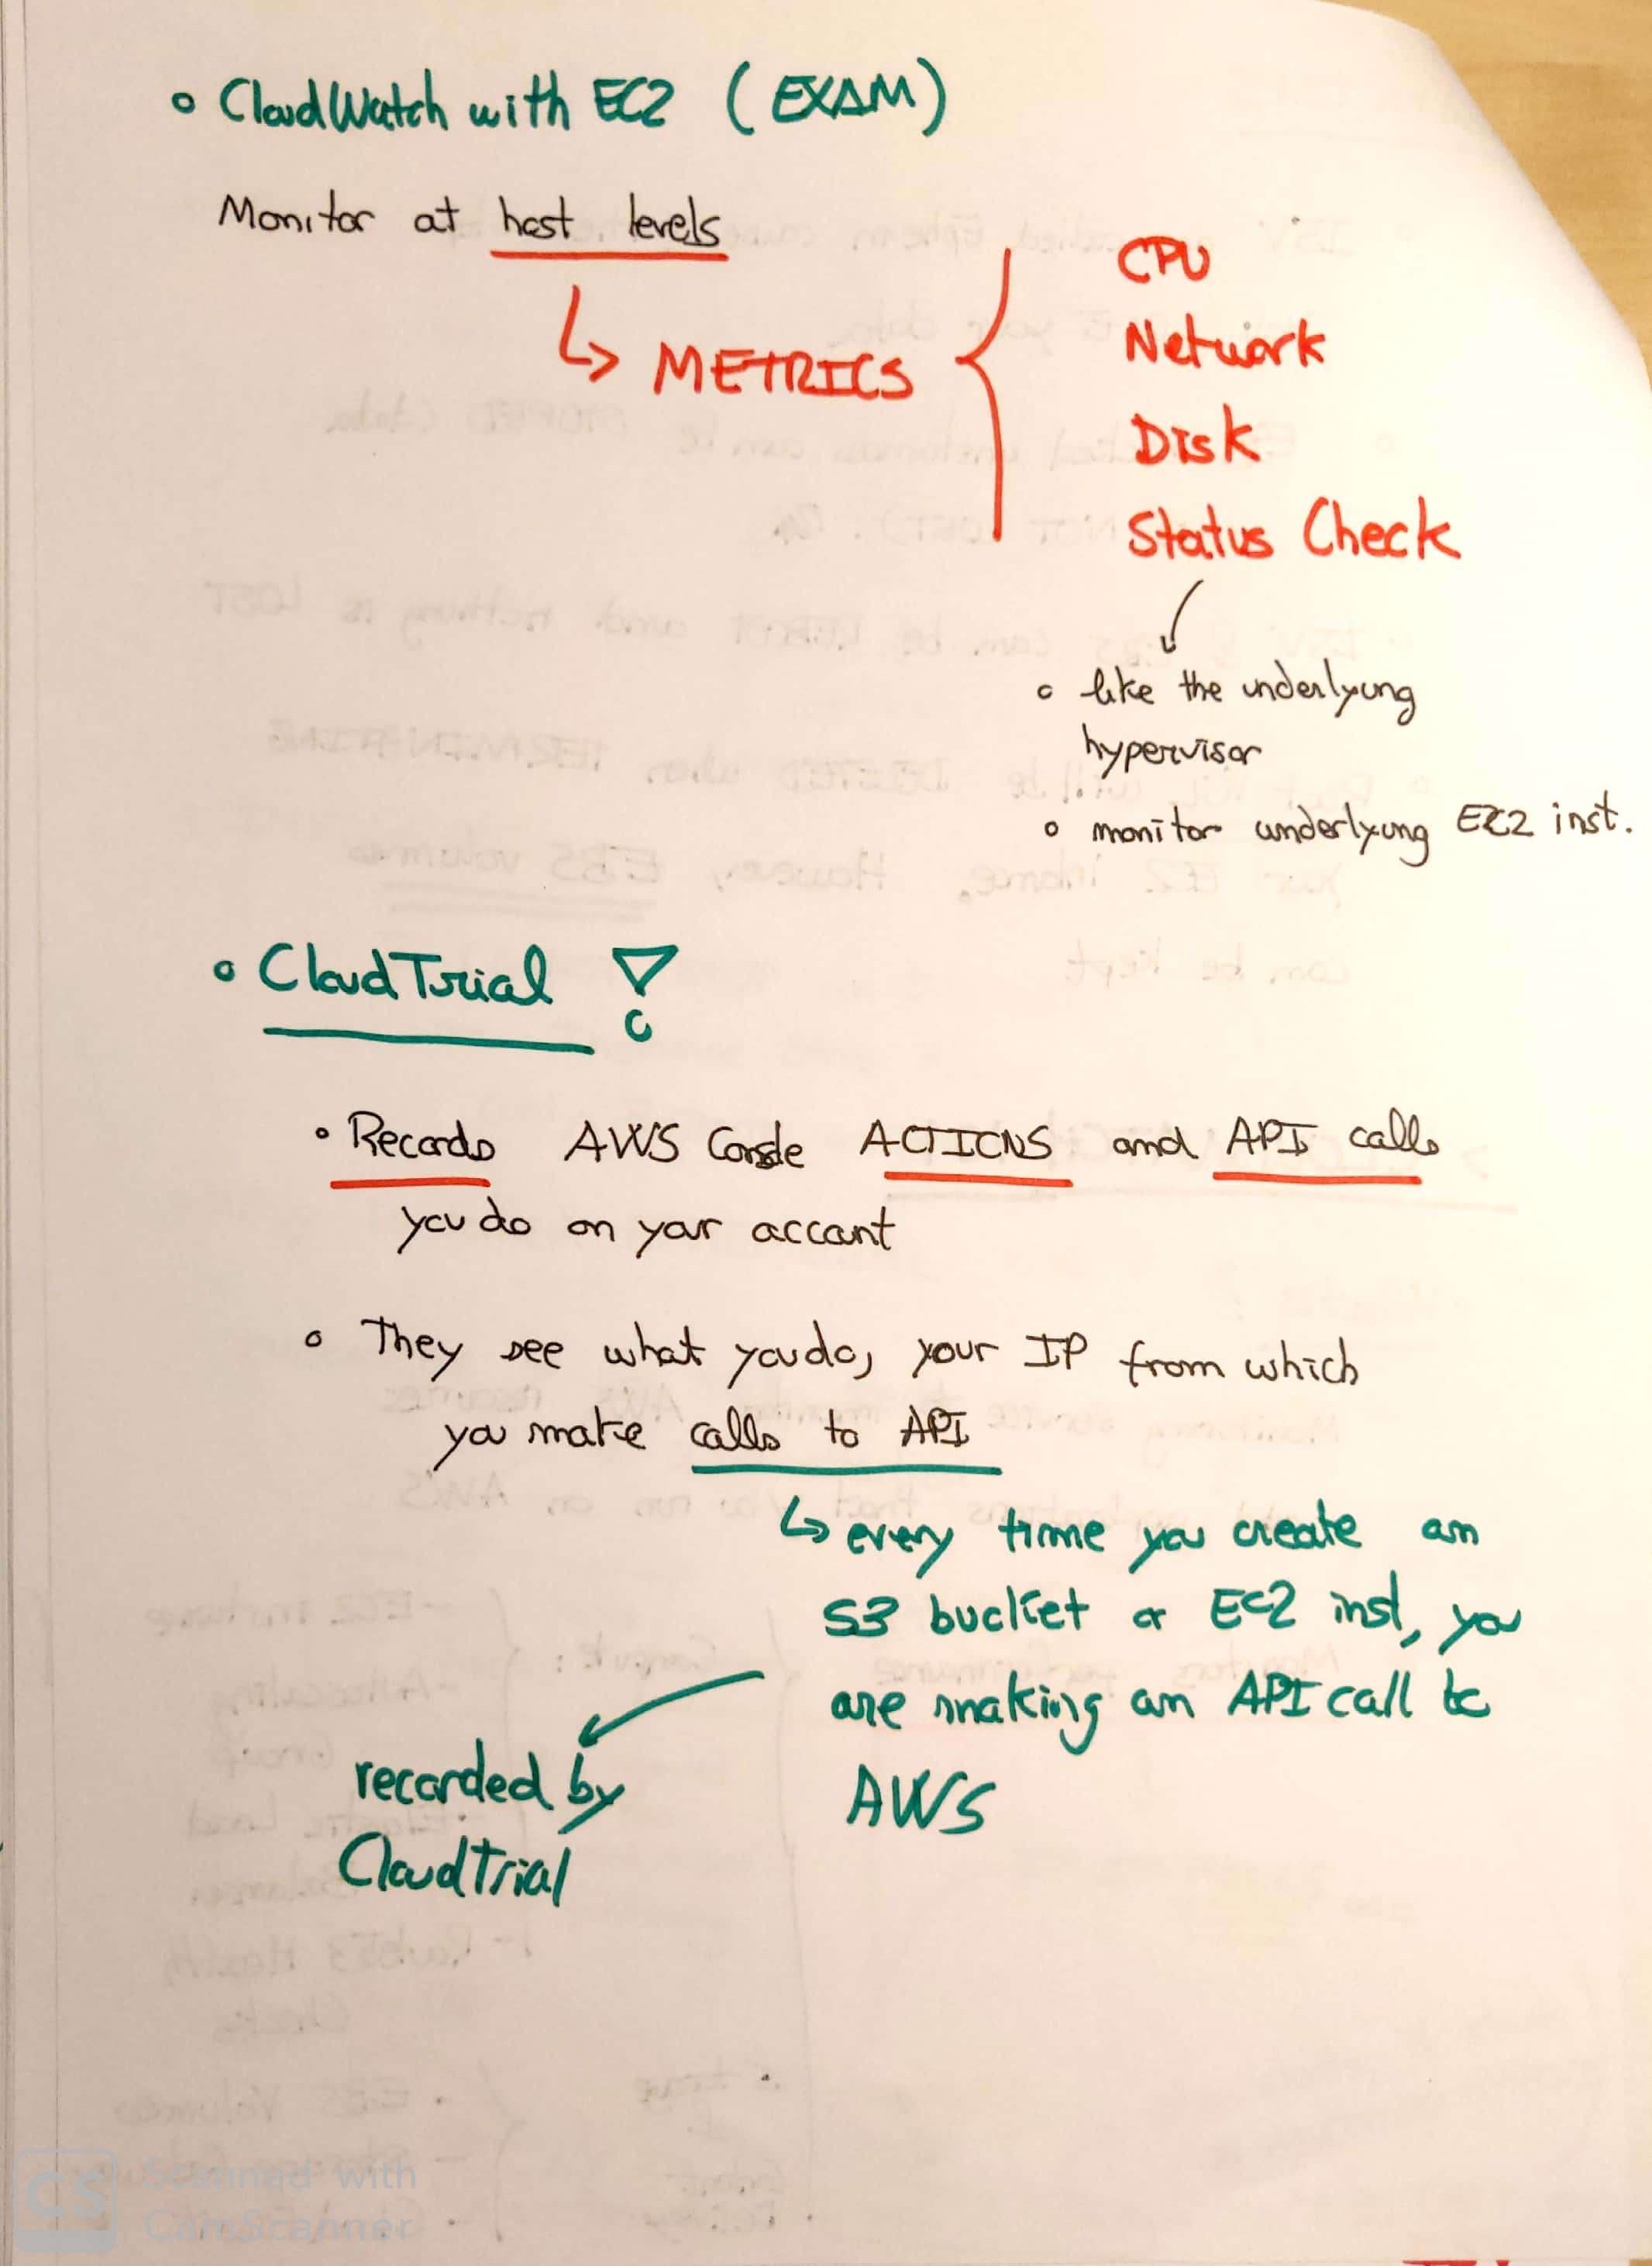 CloudWatch with EC2 (EXAM)
Monitor at host levels
↳ METRICS
CPU
Network
Disk
Status Check
like the underlyung
hypervisor
monitor underlyung EC2 inst.
CloudTrial
Records AWS Console ACTIONS and API calls
you do on your account
They see what you do, your IP from which
you make calls to API
↳ every time you create an
S3 bucket or EC2 inst, you
are making an API call to
AWS
recorded by
CloudTrial
CS Scanned with
CamScanner